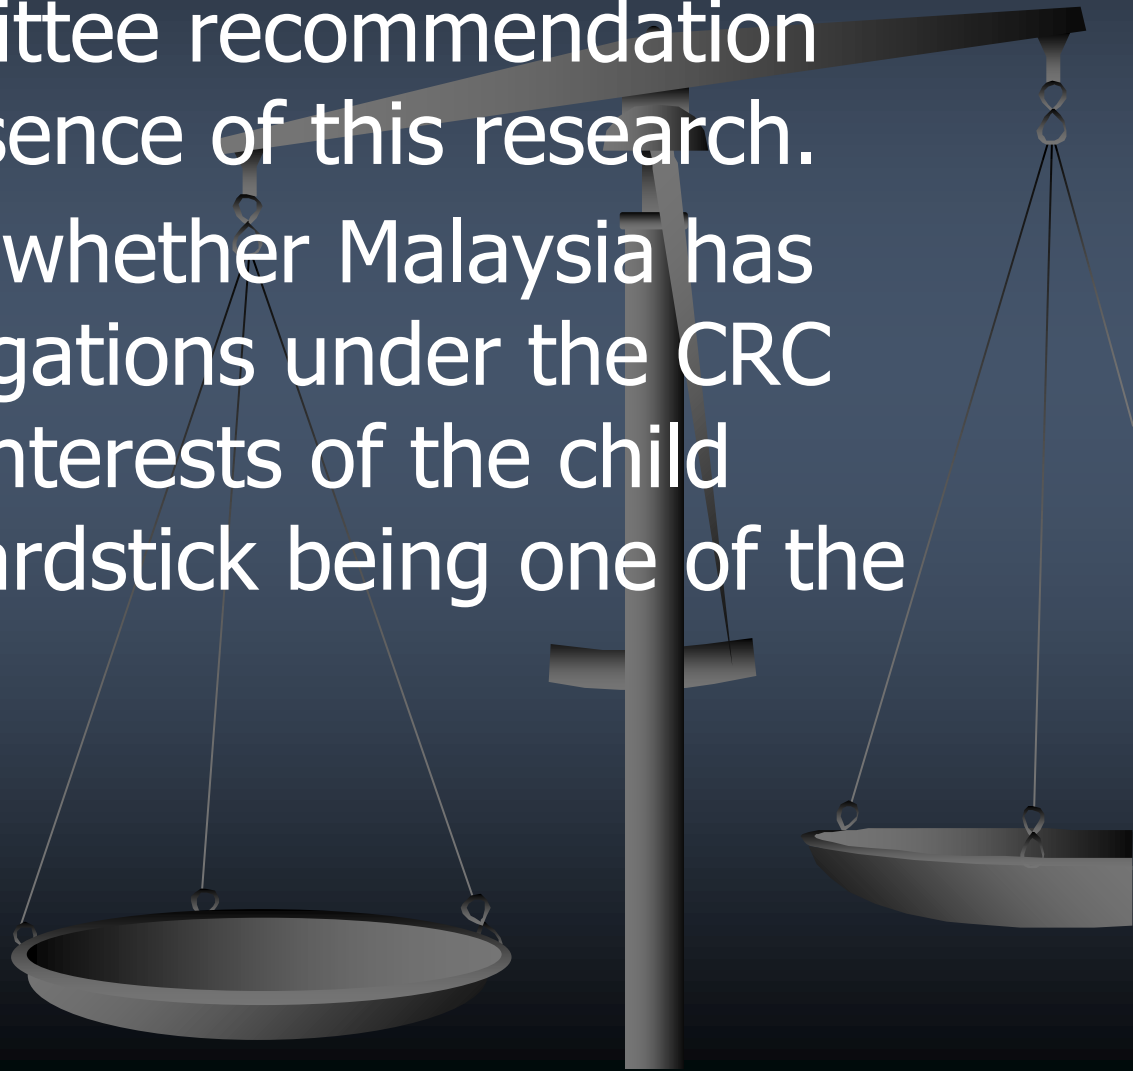 ittee recommendation
sence of this research.
whether Malaysia has
gations under the CRC
nterests of the child
ardstick being one of the